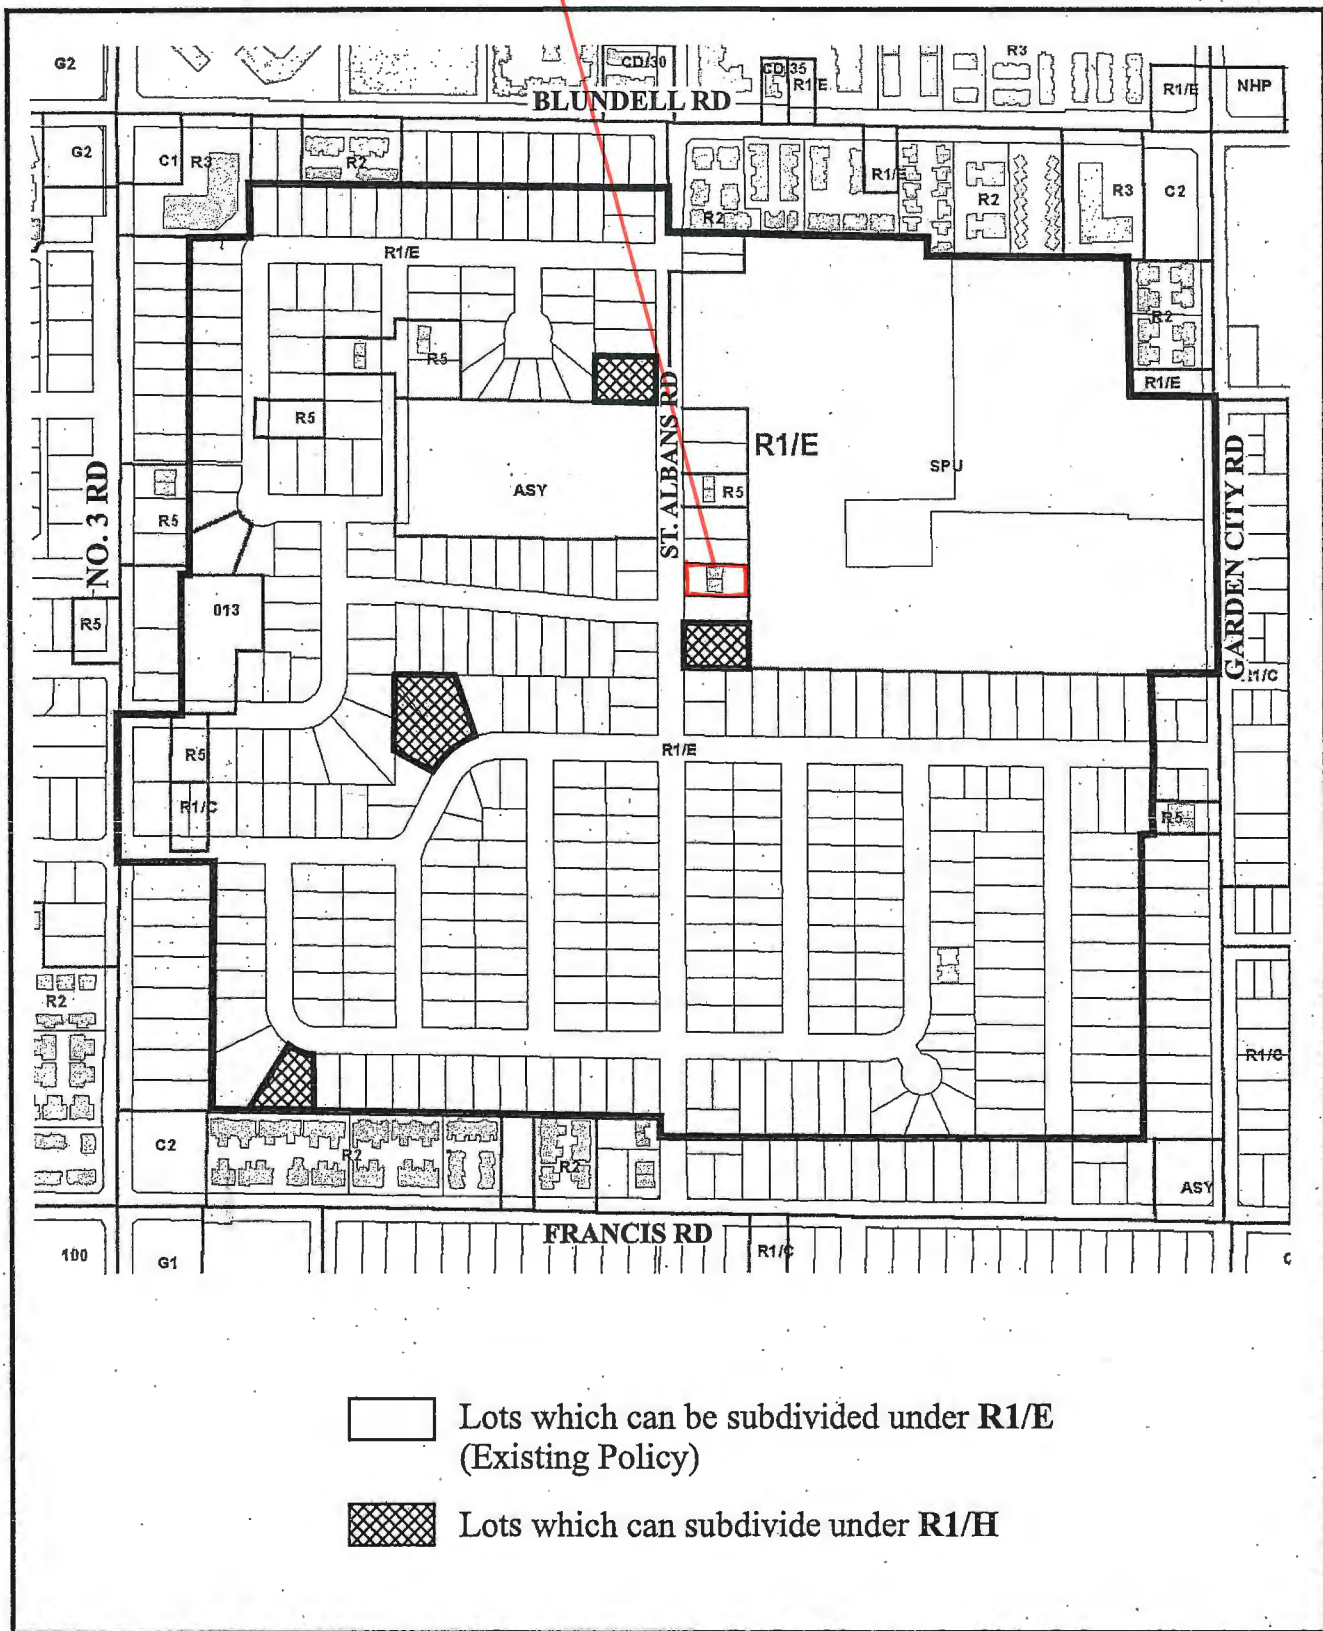 G2
CD/30
CD/35
R1/E
R3
R1/E
NHP
BLUNDELL RD
G2
C1
R3
R2
R2
R1/E
R2
R3
C2
R1/E
R2
R1/E
R5
R5
ST. ALBANS RD
R1/E
SPU
ASY
R5
R5
NO. 3 RD
GARDEN CITY RD
013
R5
R1/C
R1/E
R5
R1/C
R5
R2
R1/C
C2
R2
R2
ASY
FRANCIS RD
100
G1
R1/C
Lots which can be subdivided under R1/E
(Existing Policy)
Lots which can subdivide under R1/H